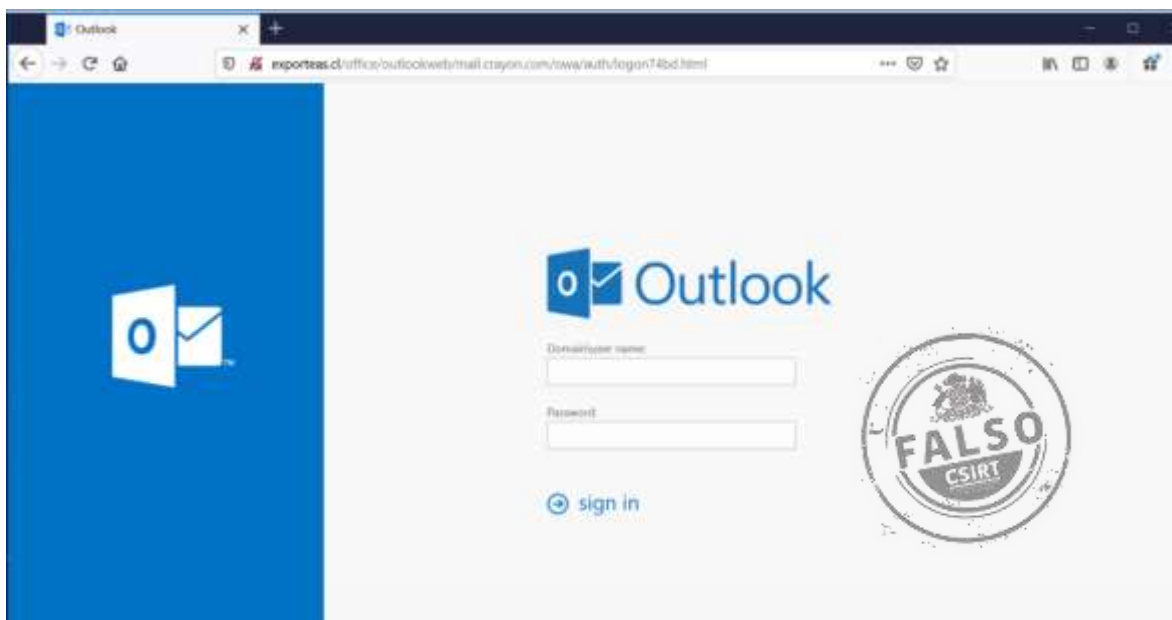 Outlook
exporteas.cl/office/outlookweb/mail.crayon.com/owa/auth/logon74bd.html
Outlook
Domain\user name:
Password:
sign in
FALSO
CSIRT